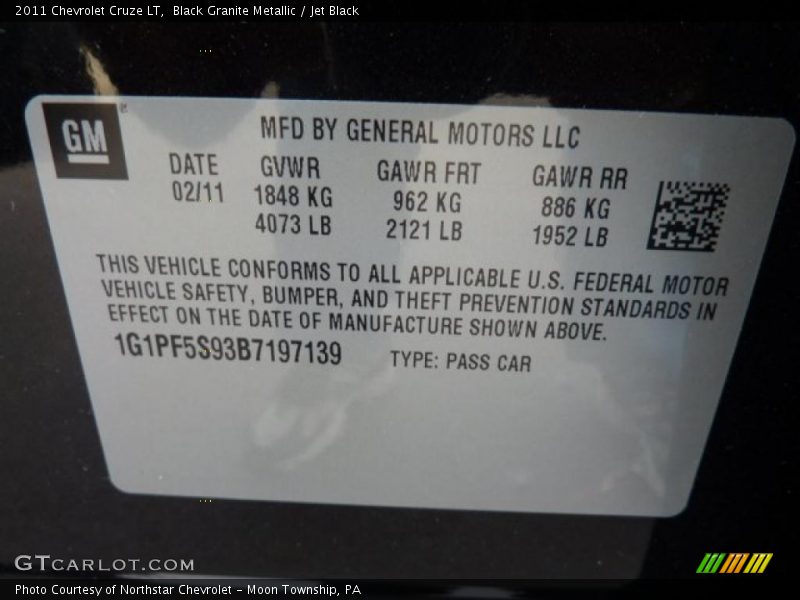 2011 Chevrolet Cruze LT, Black Granite Metallic / Jet Black
GM
MFD BY GENERAL MOTORS LLC
DATE GVWR GAWR FRT GAWR RR
02/11 1848 KG 962 KG 886 KG
4073 LB 2121 LB 1952 LB
THIS VEHICLE CONFORMS TO ALL APPLICABLE U.S. FEDERAL MOTOR
VEHICLE SAFETY, BUMPER, AND THEFT PREVENTION STANDARDS IN
EFFECT ON THE DATE OF MANUFACTURE SHOWN ABOVE.
1G1PF5S93B7197139 TYPE: PASS CAR
GTCARLOT.COM
Photo Courtesy of Northstar Chevrolet - Moon Township, PA